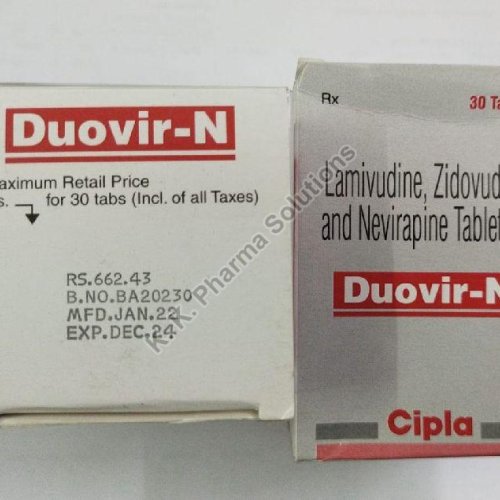 Duovir-N
aximum Retail Price
s. for 30 tabs (Incl. of all Taxes)
RS.662.43
B.NO.BA20230
MFD.JAN.22
EXP.DEC.24
Rx
30 Ta
Lamivudine, Zidovud
and Nevirapine Table
Duovir-N
Cipla
K.K. Pharma Solutions